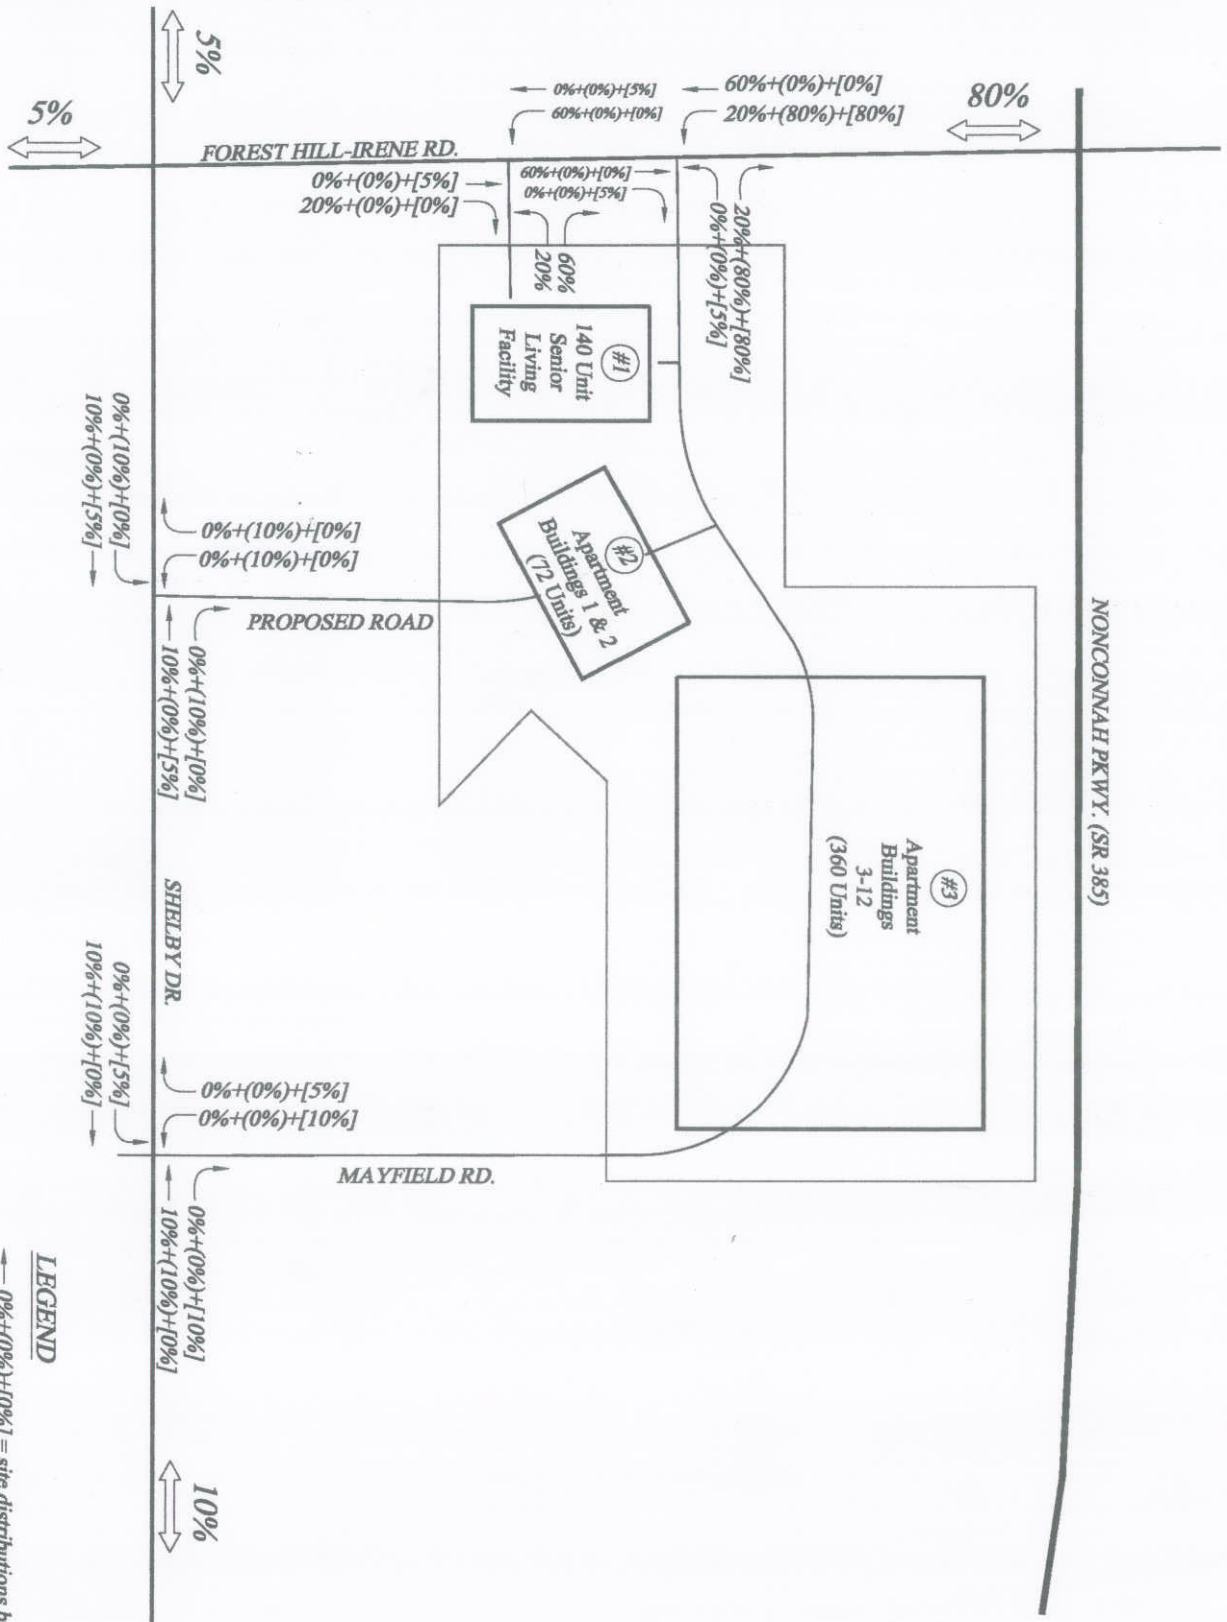 5%
5%
80%
0%+(0%)+[5%]
60%+(0%)+[0%]
60%+(0%)+[0%]
20%+(80%)+[80%]
FOREST HILL-IRENE RD.
0%+(0%)+[5%]
20%+(0%)+[0%]
60%+(0%)+[0%]
0%+(0%)+[5%]
60%
20%
20%+(80%)+[80%]
0%+(0%)+[5%]
#1
140 Unit
Senior
Living
Facility
#2
Apartment
Buildings 1 & 2
(72 Units)
#3
Apartment
Buildings
3-12
(360 Units)
NONCONNAH PKWY. (SR 385)
0%+(10%)+[0%]
10%+(0%)+[5%]
0%+(10%)+[0%]
0%+(10%)+[0%]
PROPOSED ROAD
0%+(10%)+[0%]
10%+(0%)+[5%]
SHELBY DR.
0%+(0%)+[5%]
10%+(10%)+[0%]
0%+(0%)+[5%]
0%+(0%)+[10%]
MAYFIELD RD.
0%+(0%)+[10%]
10%+(10%)+[0%]
10%
LEGEND
0%+(0%)+[0%] = site distributions